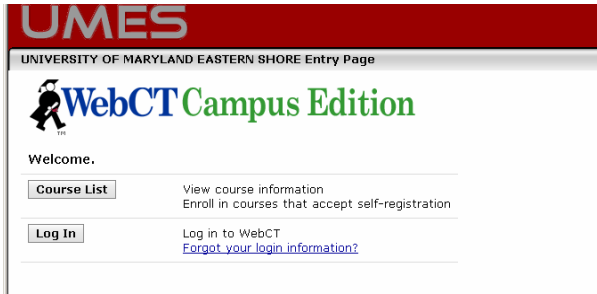 UMES
UNIVERSITY OF MARYLAND EASTERN SHORE Entry Page
WebCT Campus Edition
TM
Welcome.
Course List
View course information
Enroll in courses that accept self-registration
Log In
Log in to WebCT
Forgot your login information?